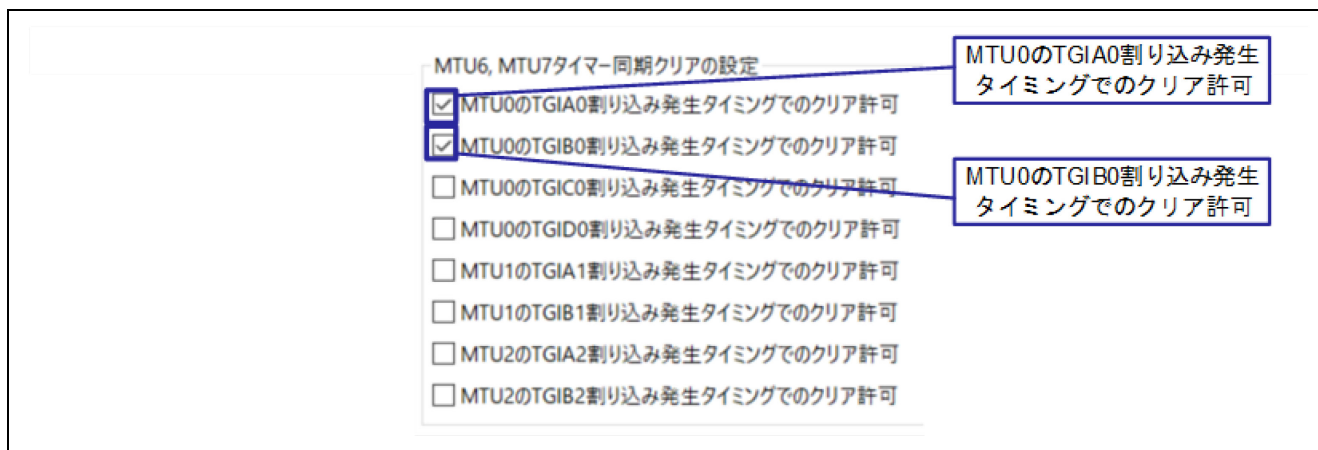 MTU6, MTU7タイマー同期クリアの設定
MTU0のTGIA0割り込み発生タイミングでのクリア許可
MTU0のTGIB0割り込み発生タイミングでのクリア許可
MTU0のTGIC0割り込み発生タイミングでのクリア許可
MTU0のTGID0割り込み発生タイミングでのクリア許可
MTU1のTGIA1割り込み発生タイミングでのクリア許可
MTU1のTGIB1割り込み発生タイミングでのクリア許可
MTU2のTGIA2割り込み発生タイミングでのクリア許可
MTU2のTGIB2割り込み発生タイミングでのクリア許可
MTU0のTGIA0割り込み発生
タイミングでのクリア許可
MTU0のTGIB0割り込み発生
タイミングでのクリア許可